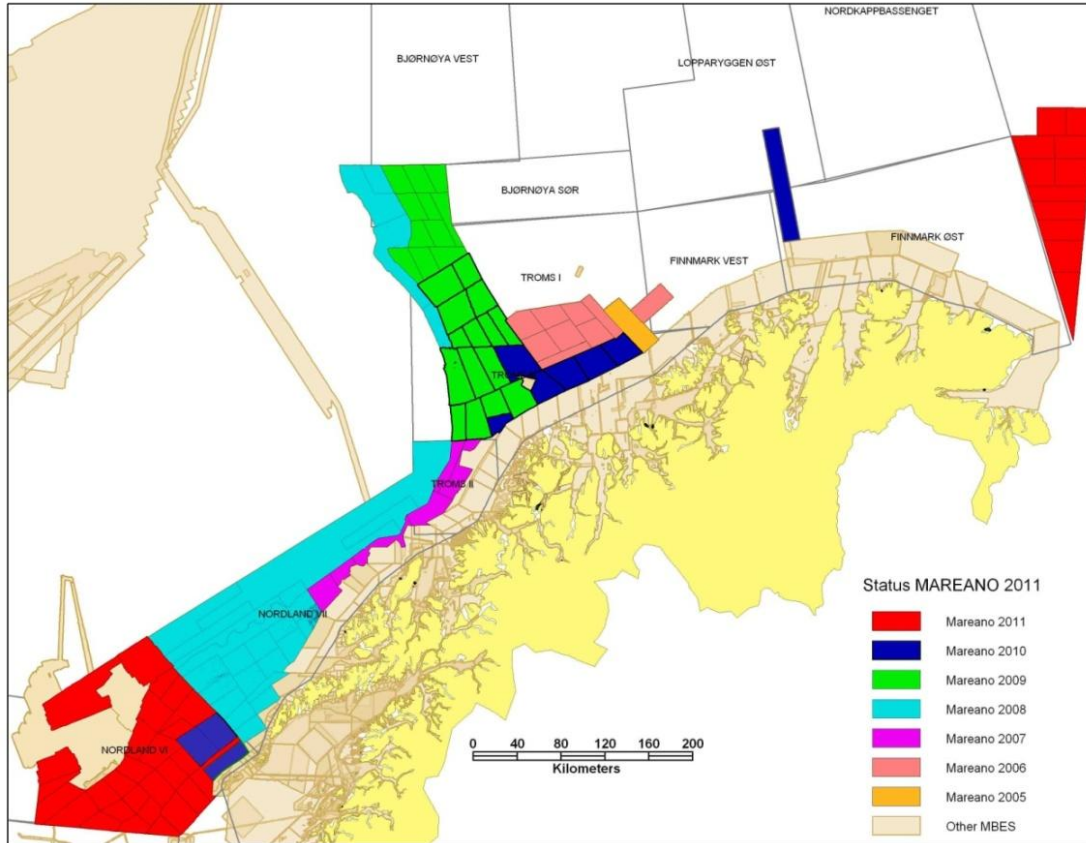 NORDKAPPBASSENGET
BJØRNØYA VEST
LOPPARYGGEN ØST
BJØRNØYA SØR
FINNMARK ØST
FINNMARK VEST
TROMS I
TROMS II
NORDLAND VII
NORDLAND VI
0 40 80 120 160 200
Kilometers
Status MAREANO 2011
Mareano 2011
Mareano 2010
Mareano 2009
Mareano 2008
Mareano 2007
Mareano 2006
Mareano 2005
Other MBES